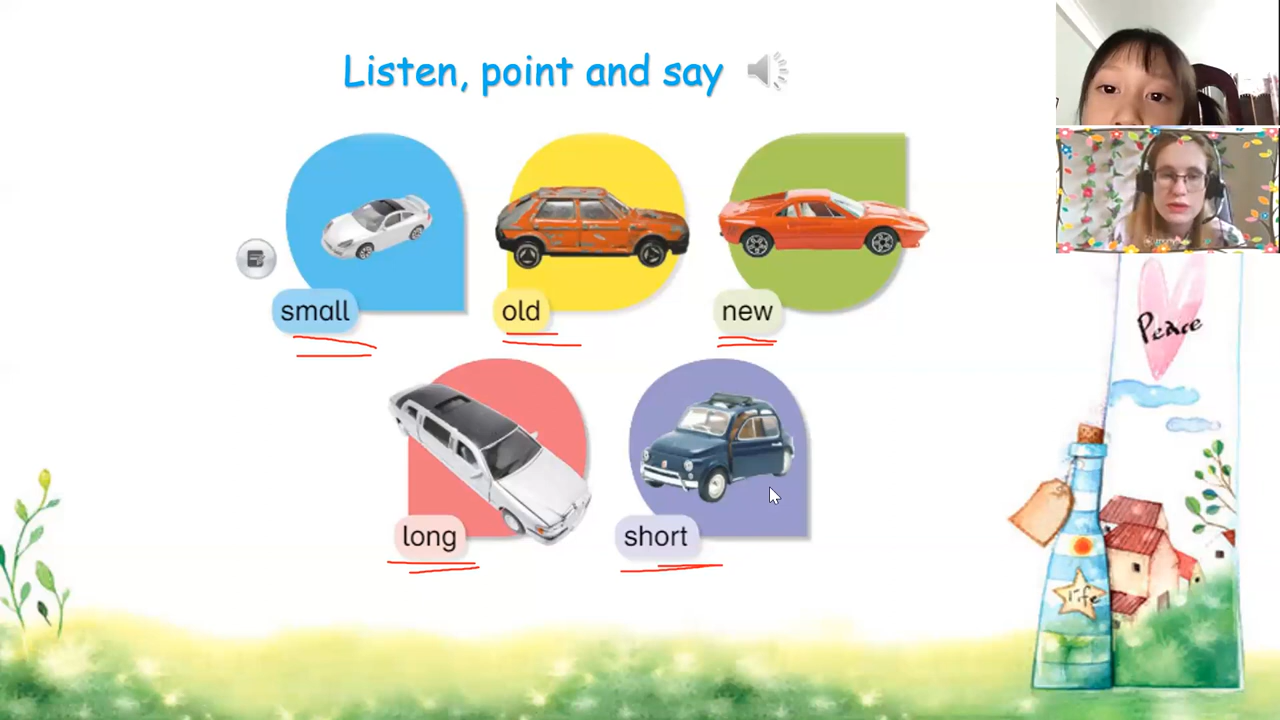 Listen, point and say
small
old
new
long
short
Peace
life